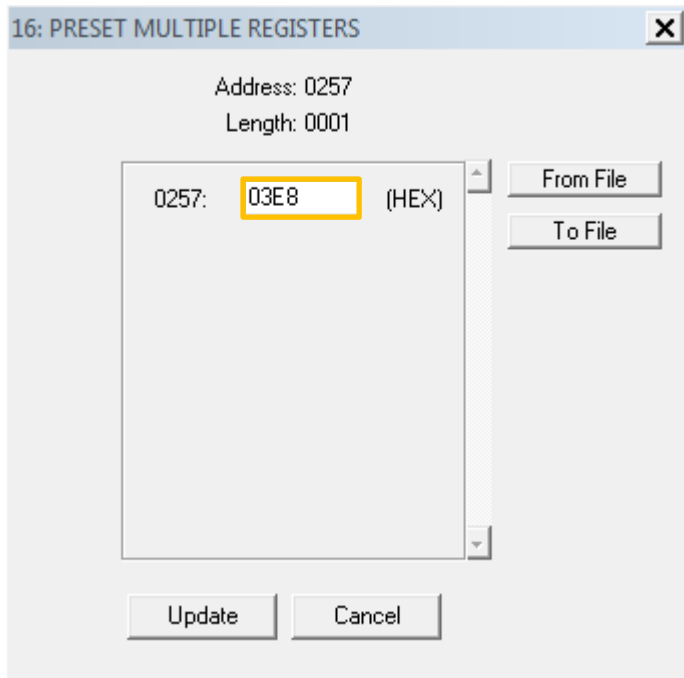 16: PRESET MULTIPLE REGISTERS
Address: 0257
Length: 0001
0257: 03E8 (HEX)
From File
To File
Update Cancel